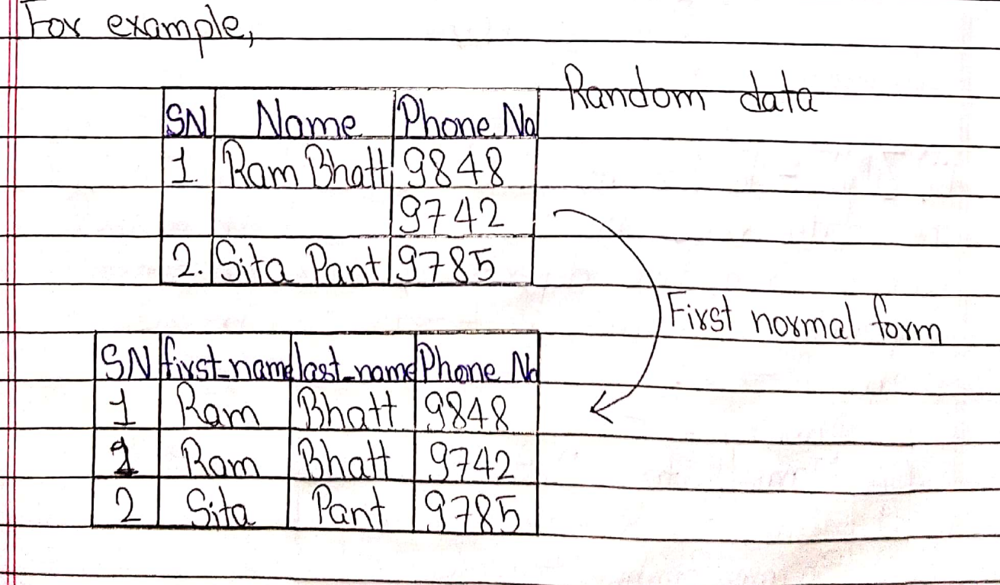 For example,
Random data
SN Name Phone No
1. Ram Bhatt 9848
9742
2. Sita Pant 9785
First normal form
SN first_name last_name Phone No
1 Ram Bhatt 9848
1 Ram Bhatt 9742
2 Sita Pant 9785